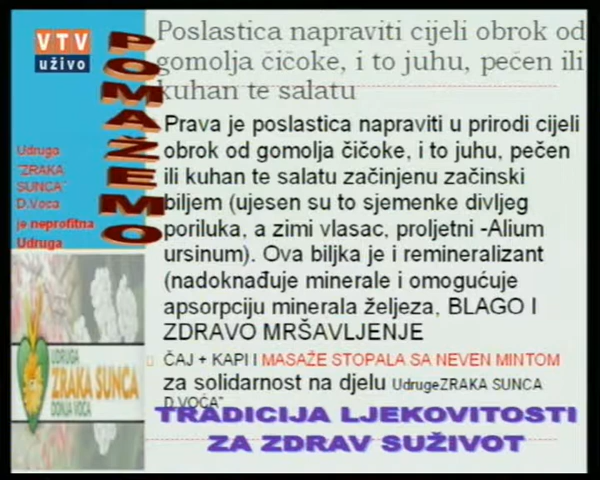 VTV
uživo
POMAŽEMO
Udruga
"ZRAKA
SUNCA"
D.Voca
je neprofitna
Udruga
UDRUGA
ZRAKA SUNCA
DONJA VOĆA
Poslastica napraviti cijeli obrok od
gomolja čičoke, i to juhu, pečen ili
kuhan te salatu
Prava je poslastica napraviti u prirodi cijeli
obrok od gomolja čičoke, i to juhu, pečen
ili kuhan te salatu začinjenu začinski
biljem (ujesen su to sjemenke divljeg
poriluka, a zimi vlasac, proljetni -Alium
ursinum). Ova biljka je i remineralizant
(nadoknađuje minerale i omogućuje
apsorpciju minerala željeza, BLAGO I
ZDRAVO MRŠAVLJENJE
ČAJ + KAPI I MASAŽE STOPALA SA NEVEN MINTOM
za solidarnost na djelu UdrugeZRAKA SUNCA
D.VOĆA"
TRADICIJA LJEKOVITOSTI
ZA ZDRAV SUŽIVOT